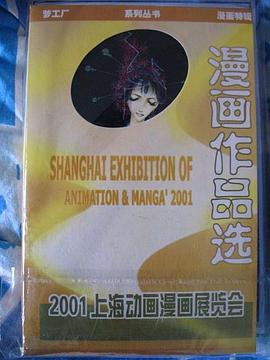 梦工厂 系列丛书 漫画特辑
漫画作品选
SHANGHAI EXHIBITION OF
ANIMATION & MANGA' 2001
2001上海动画漫画展览会